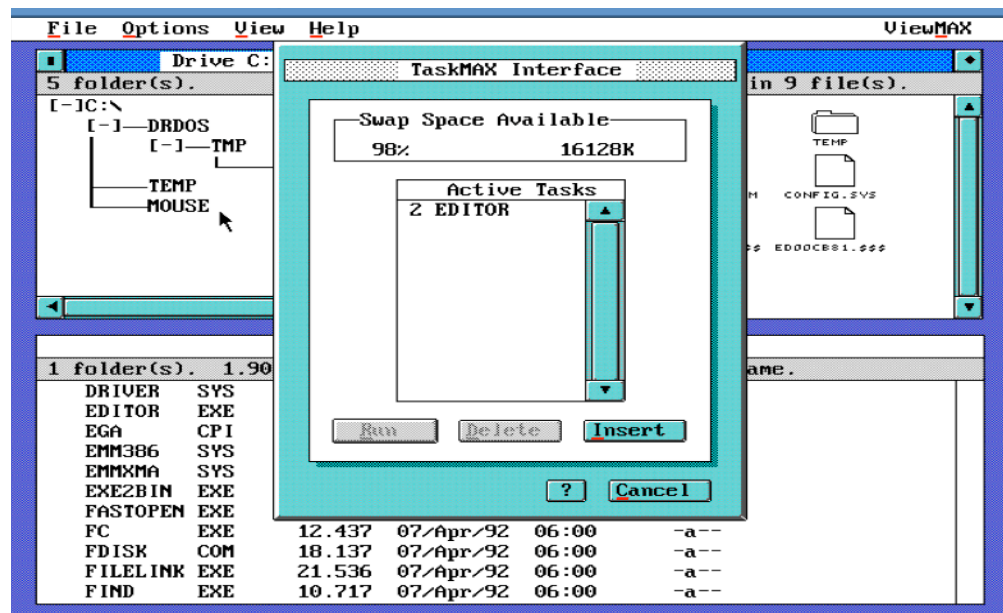 File Options View Help ViewMAX
Drive C:
5 folder(s). in 9 file(s).
[-]C:\
[-]—DRDOS
[-]—TMP
TEMP
MOUSE
TEMP
CONFIG.SYS
ED00CB81.$$$
TaskMAX Interface
Swap Space Available
98% 16128K
Active Tasks
2 EDITOR
Run Delete Insert
? Cancel
1 folder(s). 1.90 ame.
DRIVER SYS
EDITOR EXE
EGA CPI
EMM386 SYS
EMMXMA SYS
EXE2BIN EXE
FASTOPEN EXE
FC EXE 12.437 07/Apr/92 06:00 -a--
FDISK COM 18.137 07/Apr/92 06:00 -a--
FILELINK EXE 21.536 07/Apr/92 06:00 -a--
FIND EXE 10.717 07/Apr/92 06:00 -a--